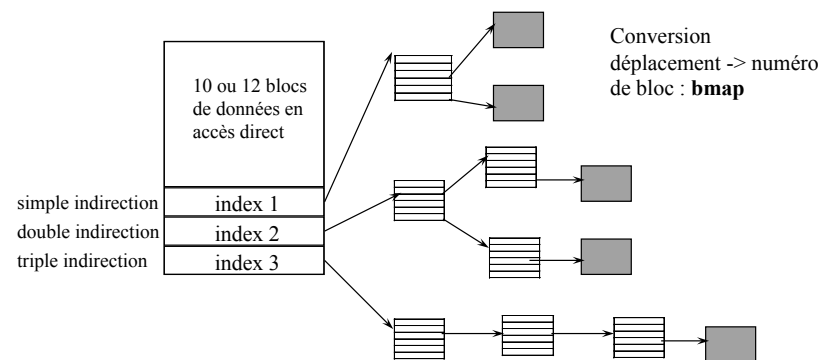 Conversion
déplacement -> numéro
de bloc : bmap
10 ou 12 blocs
de données en
accès direct
simple indirection
index 1
double indirection
index 2
triple indirection
index 3